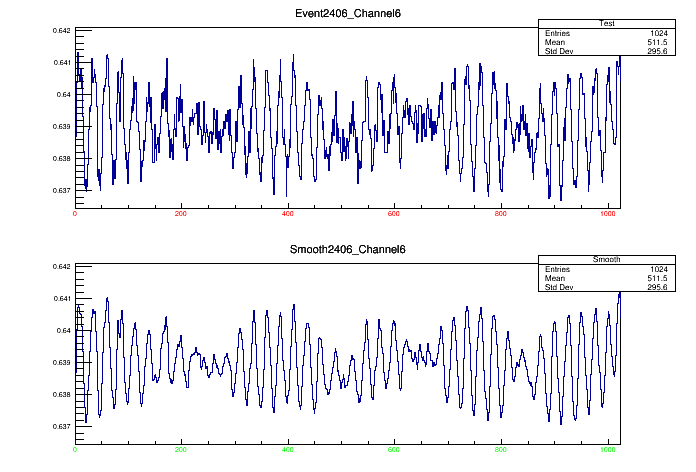 Event2406_Channel6
Test
Entries 1024
Mean 511.5
Std Dev 295.6
0.642
0.641
0.64
0.639
0.638
0.637
0 200 400 600 800 1000
Smooth2406_Channel6
Smooth
Entries 1024
Mean 511.5
Std Dev 295.6
0.642
0.641
0.64
0.639
0.638
0.637
0 200 400 600 800 1000